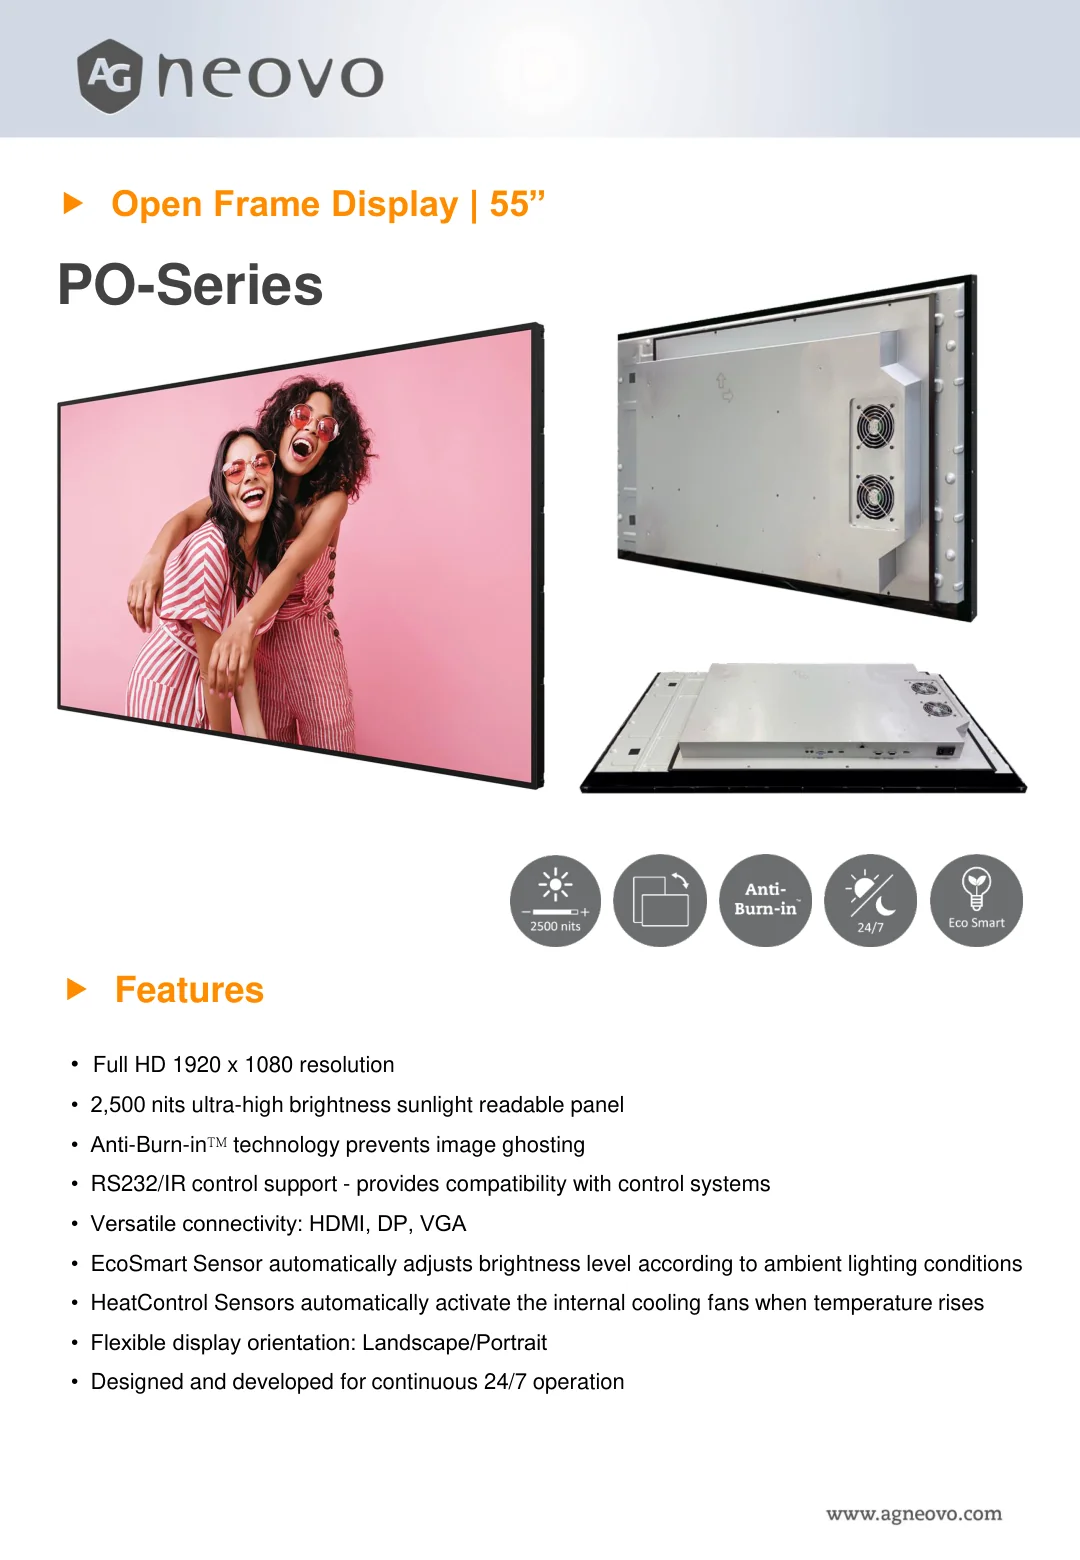 AG neovo
Open Frame Display | 55”
PO-Series
2500 nits
Anti-
Burn-in™
24/7
Eco Smart
Features
• Full HD 1920 x 1080 resolution
• 2,500 nits ultra-high brightness sunlight readable panel
• Anti-Burn-in™ technology prevents image ghosting
• RS232/IR control support - provides compatibility with control systems
• Versatile connectivity: HDMI, DP, VGA
• EcoSmart Sensor automatically adjusts brightness level according to ambient lighting conditions
• HeatControl Sensors automatically activate the internal cooling fans when temperature rises
• Flexible display orientation: Landscape/Portrait
• Designed and developed for continuous 24/7 operation
www.agneovo.com